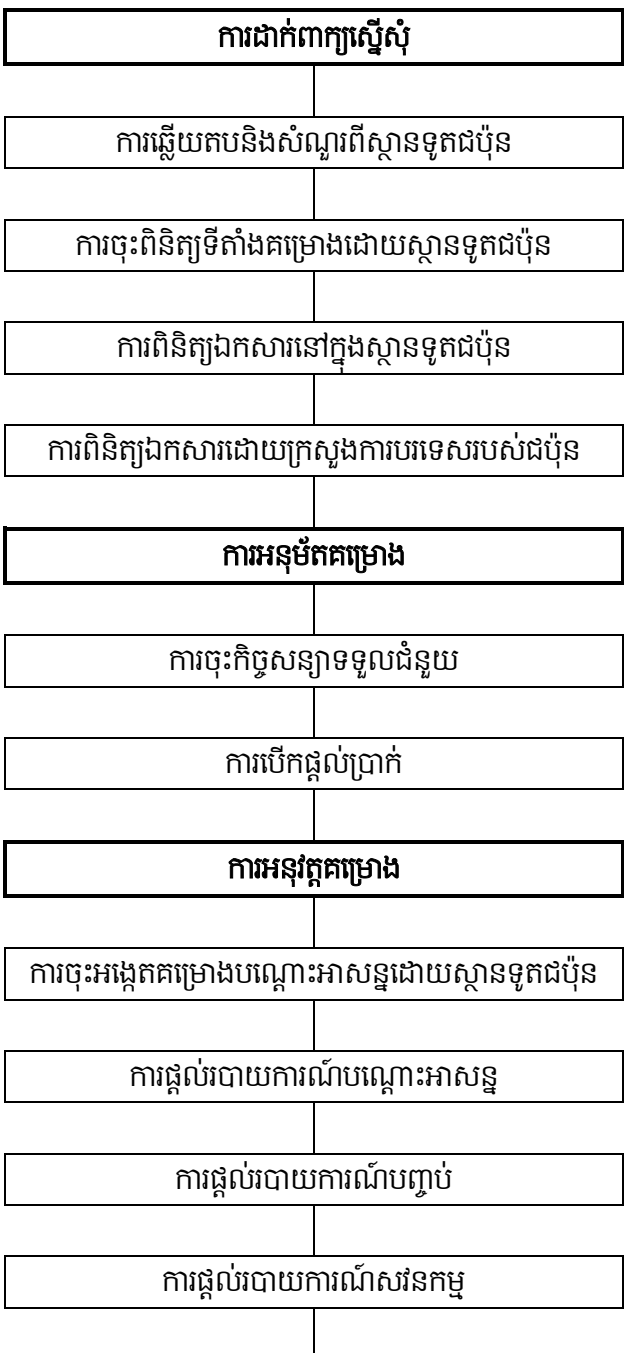 ការដាក់ពាក្យស្នើសុំ
ការឆ្លើយតបនិងសំណួរពីស្ថានទូតជប៉ុន
ការចុះពិនិត្យទីតាំងគម្រោងដោយស្ថានទូតជប៉ុន
ការពិនិត្យឯកសារនៅក្នុងស្ថានទូតជប៉ុន
ការពិនិត្យឯកសារដោយក្រសួងការបរទេសរបស់ជប៉ុន
ការអនុម័តគម្រោង
ការចុះកិច្ចសន្យាទទួលជំនួយ
ការបើកផ្តល់ប្រាក់
ការអនុវត្តគម្រោង
ការចុះអង្កេតគម្រោងបណ្តោះអាសន្នដោយស្ថានទូតជប៉ុន
ការផ្តល់របាយការណ៍បណ្តោះអាសន្ន
ការផ្តល់របាយការណ៍បញ្ចប់
ការផ្តល់របាយការណ៍សវនកម្ម